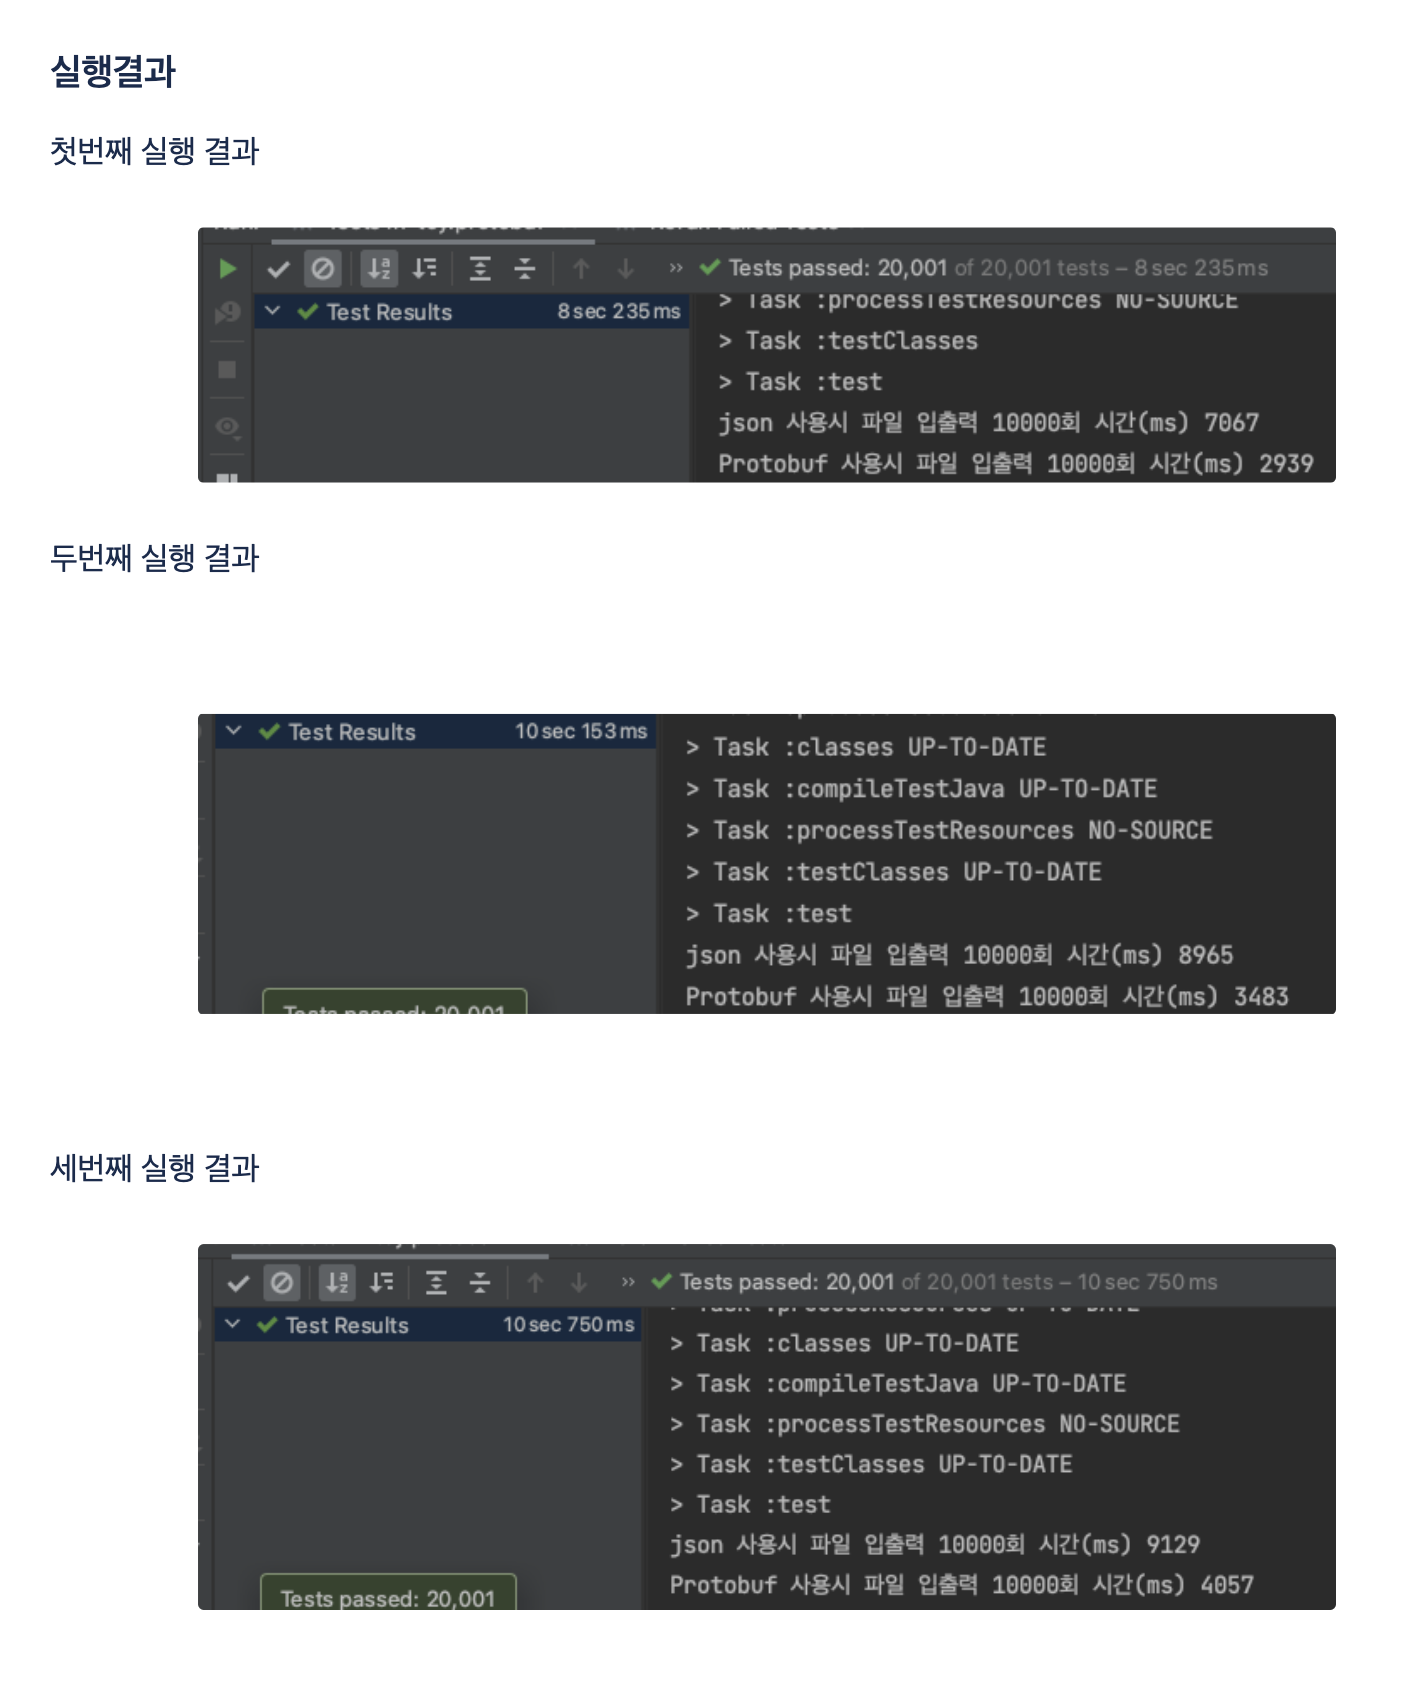 실행결과
첫번째 실행 결과
Tests passed: 20,001 of 20,001 tests – 8 sec 235 ms
Test Results 8 sec 235 ms
> Task :processTestResources NO-SOURCE
> Task :testClasses
> Task :test
json 사용시 파일 입출력 10000회 시간(ms) 7067
Protobuf 사용시 파일 입출력 10000회 시간(ms) 2939
두번째 실행 결과
Test Results 10 sec 153 ms
> Task :classes UP-TO-DATE
> Task :compileTestJava UP-TO-DATE
> Task :processTestResources NO-SOURCE
> Task :testClasses UP-TO-DATE
> Task :test
json 사용시 파일 입출력 10000회 시간(ms) 8965
Protobuf 사용시 파일 입출력 10000회 시간(ms) 3483
Tests passed: 20,001
세번째 실행 결과
Tests passed: 20,001 of 20,001 tests – 10 sec 750 ms
Test Results 10 sec 750 ms
> Task :processResources UP-TO-DATE
> Task :classes UP-TO-DATE
> Task :compileTestJava UP-TO-DATE
> Task :processTestResources NO-SOURCE
> Task :testClasses UP-TO-DATE
> Task :test
json 사용시 파일 입출력 10000회 시간(ms) 9129
Protobuf 사용시 파일 입출력 10000회 시간(ms) 4057
Tests passed: 20,001